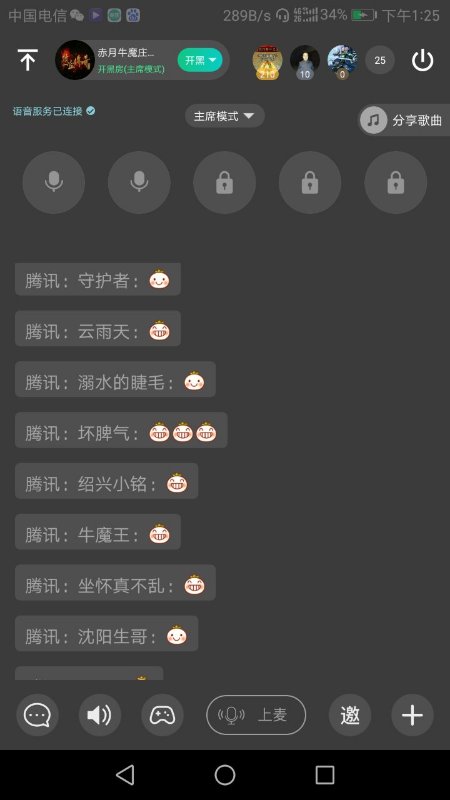 中国电信 289B/s 46 26 34% 下午1:25
赤月牛魔庄...
开黑房(主席模式)
开黑
210 10 0 25
语音服务已连接
主席模式
分享歌曲
腾讯：守护者：
腾讯：云雨天：
腾讯：溺水的睫毛：
腾讯：坏脾气：
腾讯：绍兴小铭：
腾讯：牛魔王：
腾讯：坐怀真不乱：
腾讯：沈阳生哥：
上麦
邀